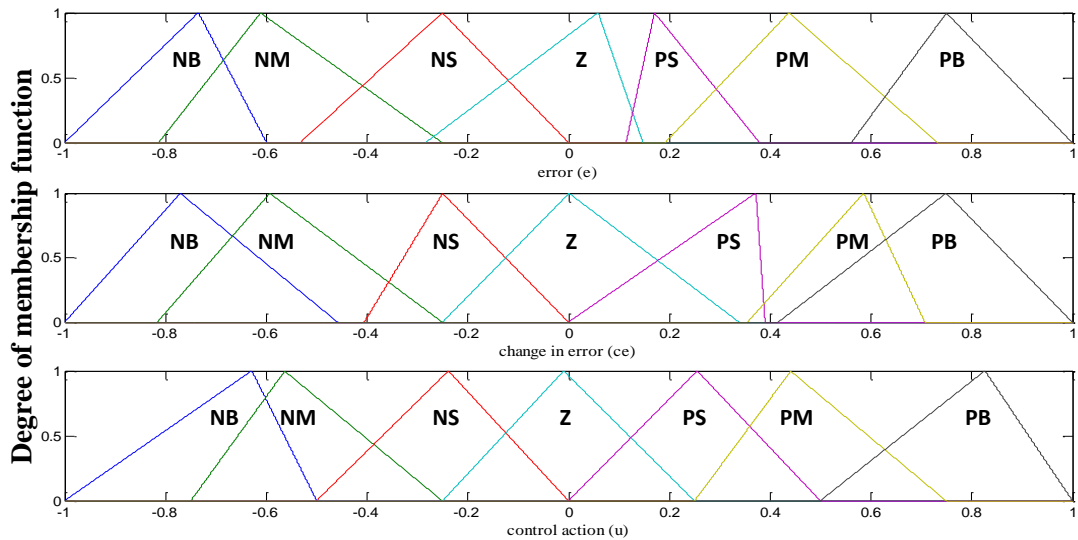 Degree of membership function
1
0.5
0
NB NM NS Z PS PM PB
-1 -0.8 -0.6 -0.4 -0.2 0 0.2 0.4 0.6 0.8 1
error (e)
1
0.5
0
NB NM NS Z PS PM PB
-1 -0.8 -0.6 -0.4 -0.2 0 0.2 0.4 0.6 0.8 1
change in error (ce)
1
0.5
0
NB NM NS Z PS PM PB
-1 -0.8 -0.6 -0.4 -0.2 0 0.2 0.4 0.6 0.8 1
control action (u)